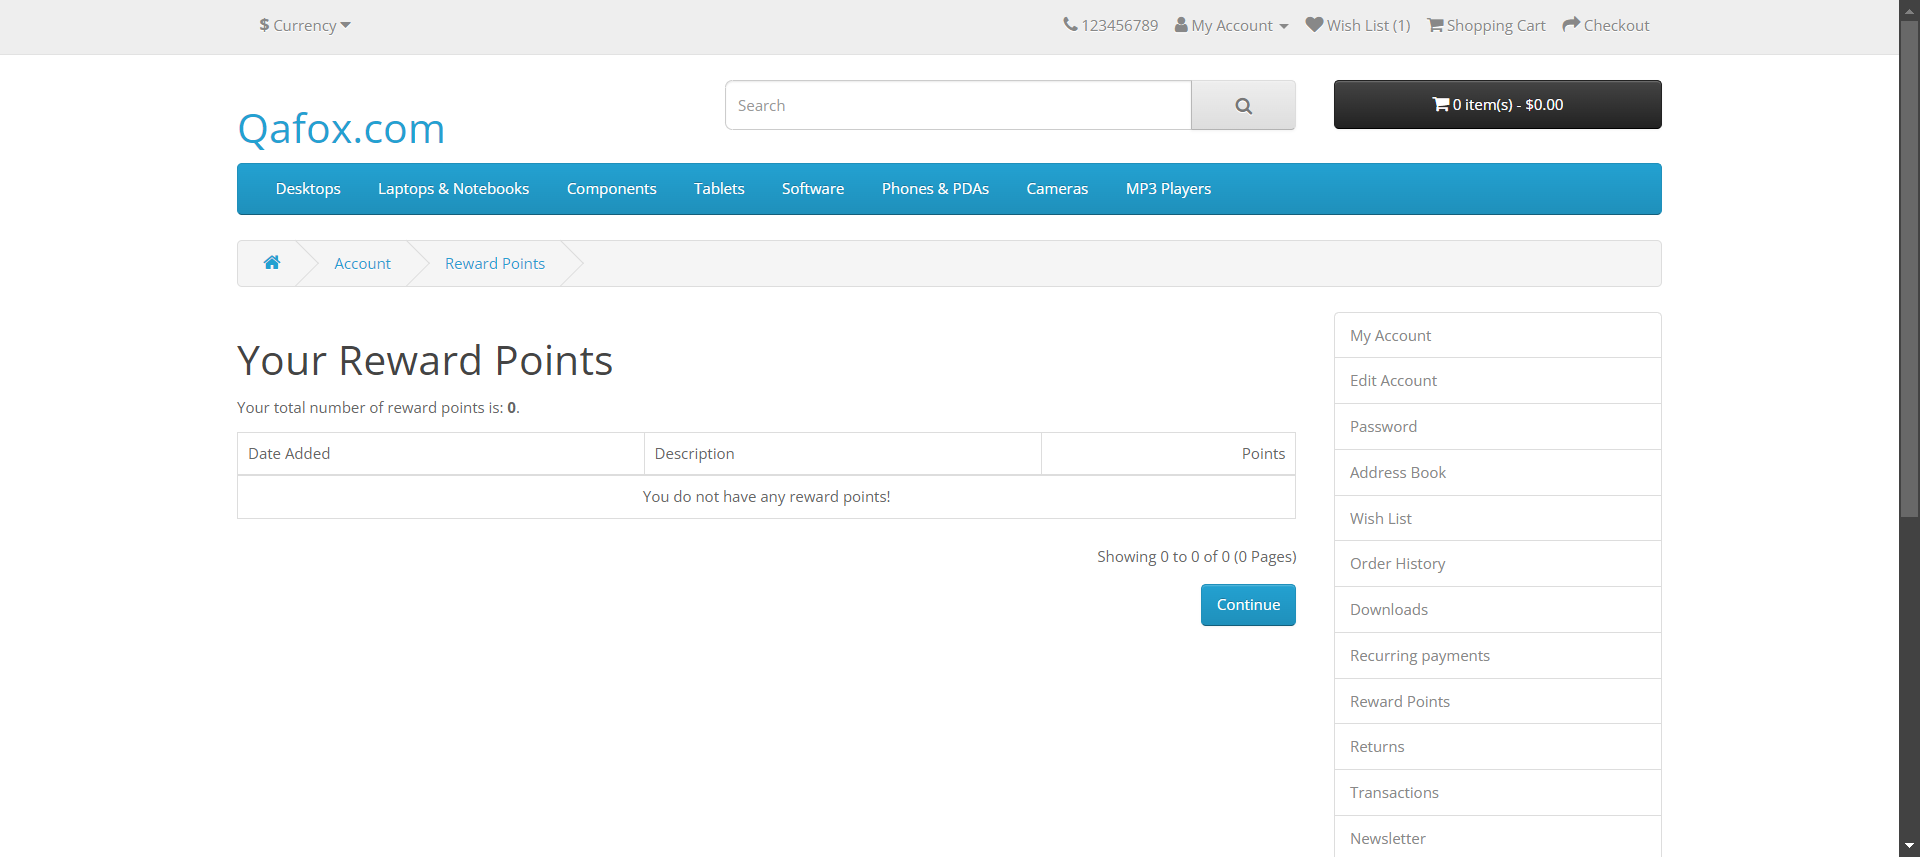 $ Currency
123456789 My Account Wish List (1) Shopping Cart Checkout
Qafox.com
Search
0 item(s) - $0.00
Desktops Laptops & Notebooks Components Tablets Software Phones & PDAs Cameras MP3 Players
Account Reward Points
Your Reward Points
Your total number of reward points is: 0.
Date Added Description Points
You do not have any reward points!
Showing 0 to 0 of 0 (0 Pages)
Continue
My Account
Edit Account
Password
Address Book
Wish List
Order History
Downloads
Recurring payments
Reward Points
Returns
Transactions
Newsletter